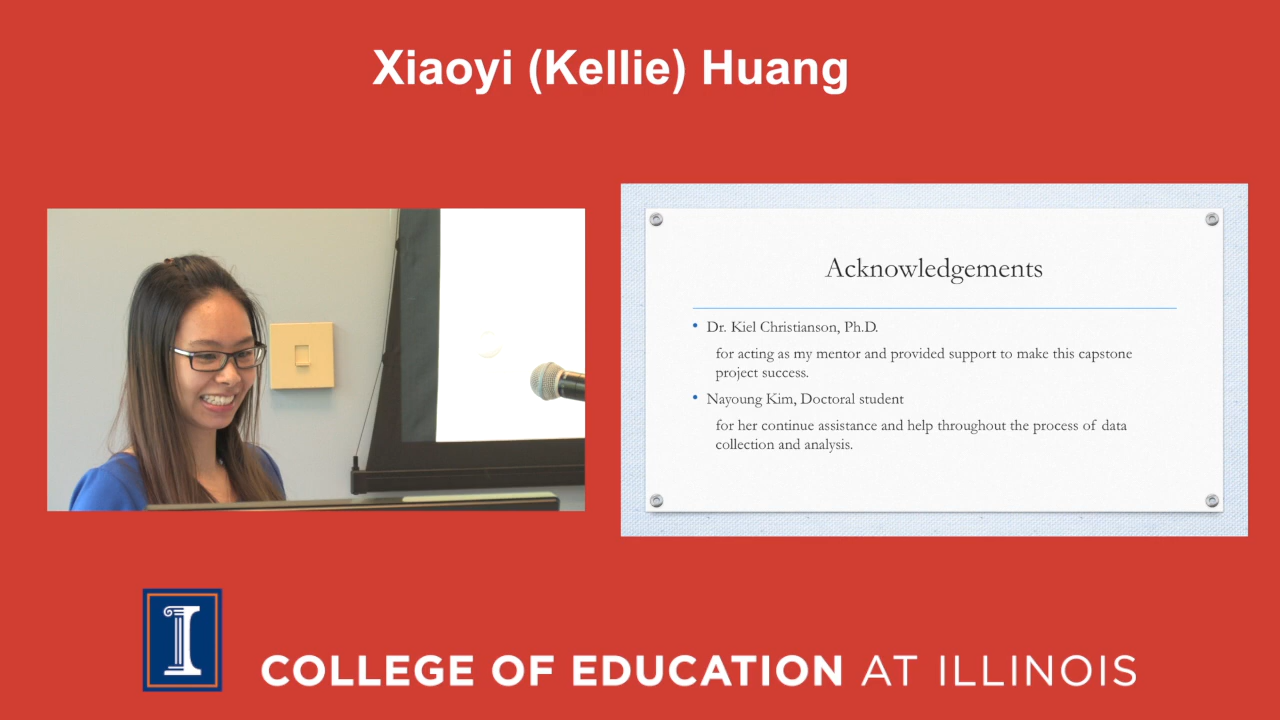 Xiaoyi (Kellie) Huang
Acknowledgements
• Dr. Kiel Christianson, Ph.D.
for acting as my mentor and provided support to make this capstone
project success.
• Nayoung Kim, Doctoral student
for her continue assistance and help throughout the process of data
collection and analysis.
I
COLLEGE OF EDUCATION AT ILLINOIS